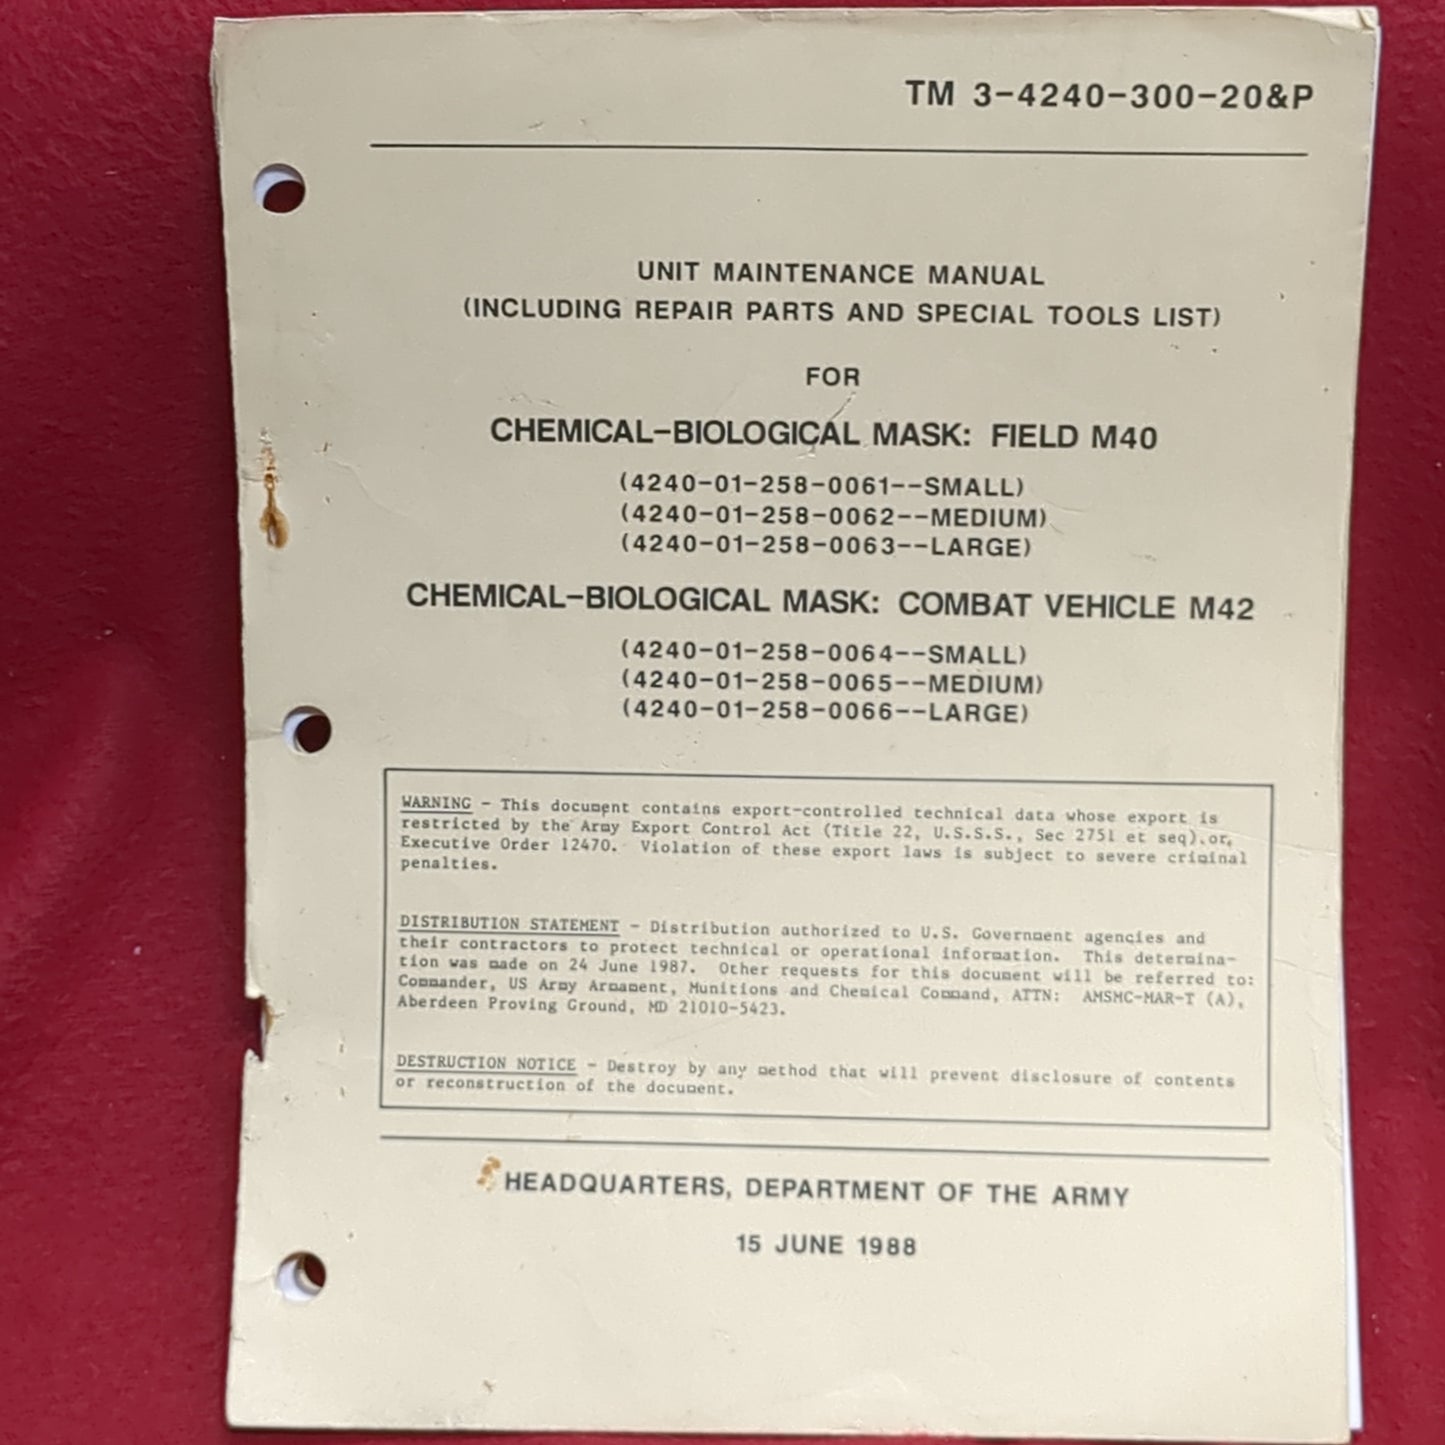 TM 3-4240-300-20&P
UNIT MAINTENANCE MANUAL
(INCLUDING REPAIR PARTS AND SPECIAL TOOLS LIST)
FOR
CHEMICAL-BIOLOGICAL MASK: FIELD M40
(4240-01-258-0061--SMALL)
(4240-01-258-0062--MEDIUM)
(4240-01-258-0063--LARGE)
CHEMICAL-BIOLOGICAL MASK: COMBAT VEHICLE M42
(4240-01-258-0064--SMALL)
(4240-01-258-0065--MEDIUM)
(4240-01-258-0066--LARGE)
WARNING - This document contains export-controlled technical data whose export is
restricted by the Army Export Control Act (Title 22, U.S.S.S., Sec 2751 et seq).or,
Executive Order 12470. Violation of these export laws is subject to severe criminal
penalties.
DISTRIBUTION STATEMENT - Distribution authorized to U.S. Government agencies and
their contractors to protect technical or operational information. This determina-
tion was made on 24 June 1987. Other requests for this document will be referred to:
Commander, US Army Armament, Munitions and Chemical Command, ATTN: AMSMC-MAR-T (A),
Aberdeen Proving Ground, MD 21010-5423.
DESTRUCTION NOTICE - Destroy by any method that will prevent disclosure of contents
or reconstruction of the document.
HEADQUARTERS, DEPARTMENT OF THE ARMY
15 JUNE 1988